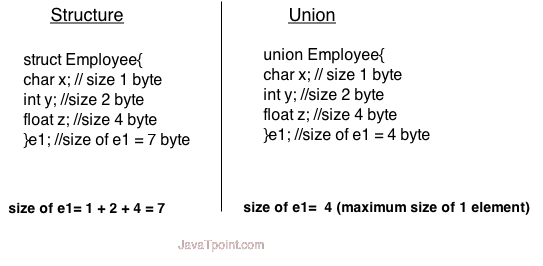 Structure
struct Employee{
char x; // size 1 byte
int y; //size 2 byte
float z; //size 4 byte
}e1; //size of e1 = 7 byte
size of e1= 1 + 2 + 4 = 7
Union
union Employee{
char x; // size 1 byte
int y; //size 2 byte
float z; //size 4 byte
}e1; //size of e1 = 4 byte
size of e1=  4 (maximum size of 1 element)
JavaTpoint.com